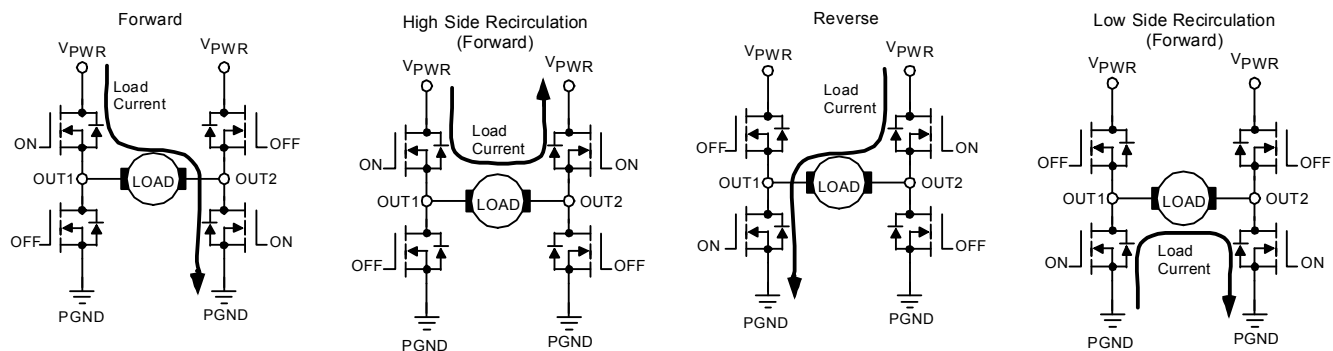 Forward
VPWR
VPWR
Load
Current
ON
OFF
OUT1
LOAD
OUT2
OFF
ON
PGND
High Side Recirculation
(Forward)
VPWR
VPWR
Load
Current
ON
ON
OUT1
LOAD
OUT2
OFF
OFF
PGND
PGND
Reverse
VPWR
VPWR
Load
Current
OFF
ON
OUT1
LOAD
OUT2
ON
OFF
PGND
PGND
Low Side Recirculation
(Forward)
VPWR
VPWR
OFF
OFF
OUT1
LOAD
OUT2
ON
Load
Current
ON
PGND
PGND